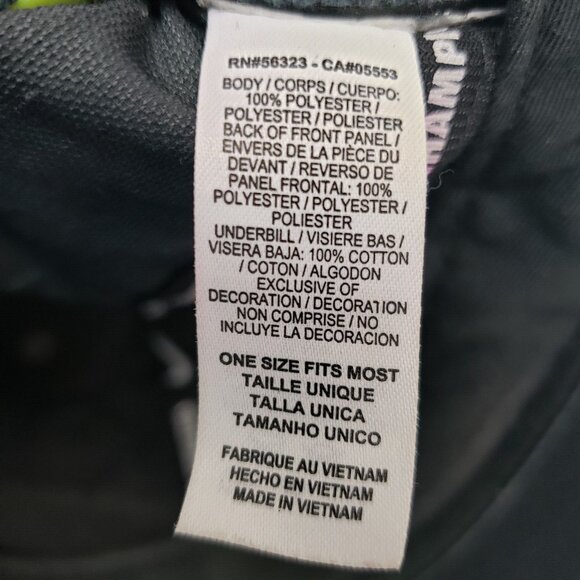 RN#56323 - CA#05553
BODY / CORPS / CUERPO:
100% POLYESTER /
POLYESTER / POLIESTER
BACK OF FRONT PANEL /
ENVERS DE LA PIÈCE DU
DEVANT / REVERSO DE
PANEL FRONTAL: 100%
POLYESTER / POLYESTER /
POLIESTER
UNDERBILL / VISIERE BAS /
VISERA BAJA: 100% COTTON
/ COTON / ALGODON
EXCLUSIVE OF
DECORATION / DECORATION
NON COMPRISE / NO
INCLUYE LA DECORACION
ONE SIZE FITS MOST
TAILLE UNIQUE
TALLA UNICA
TAMANHO UNICO
FABRIQUE AU VIETNAM
HECHO EN VIETNAM
MADE IN VIETNAM